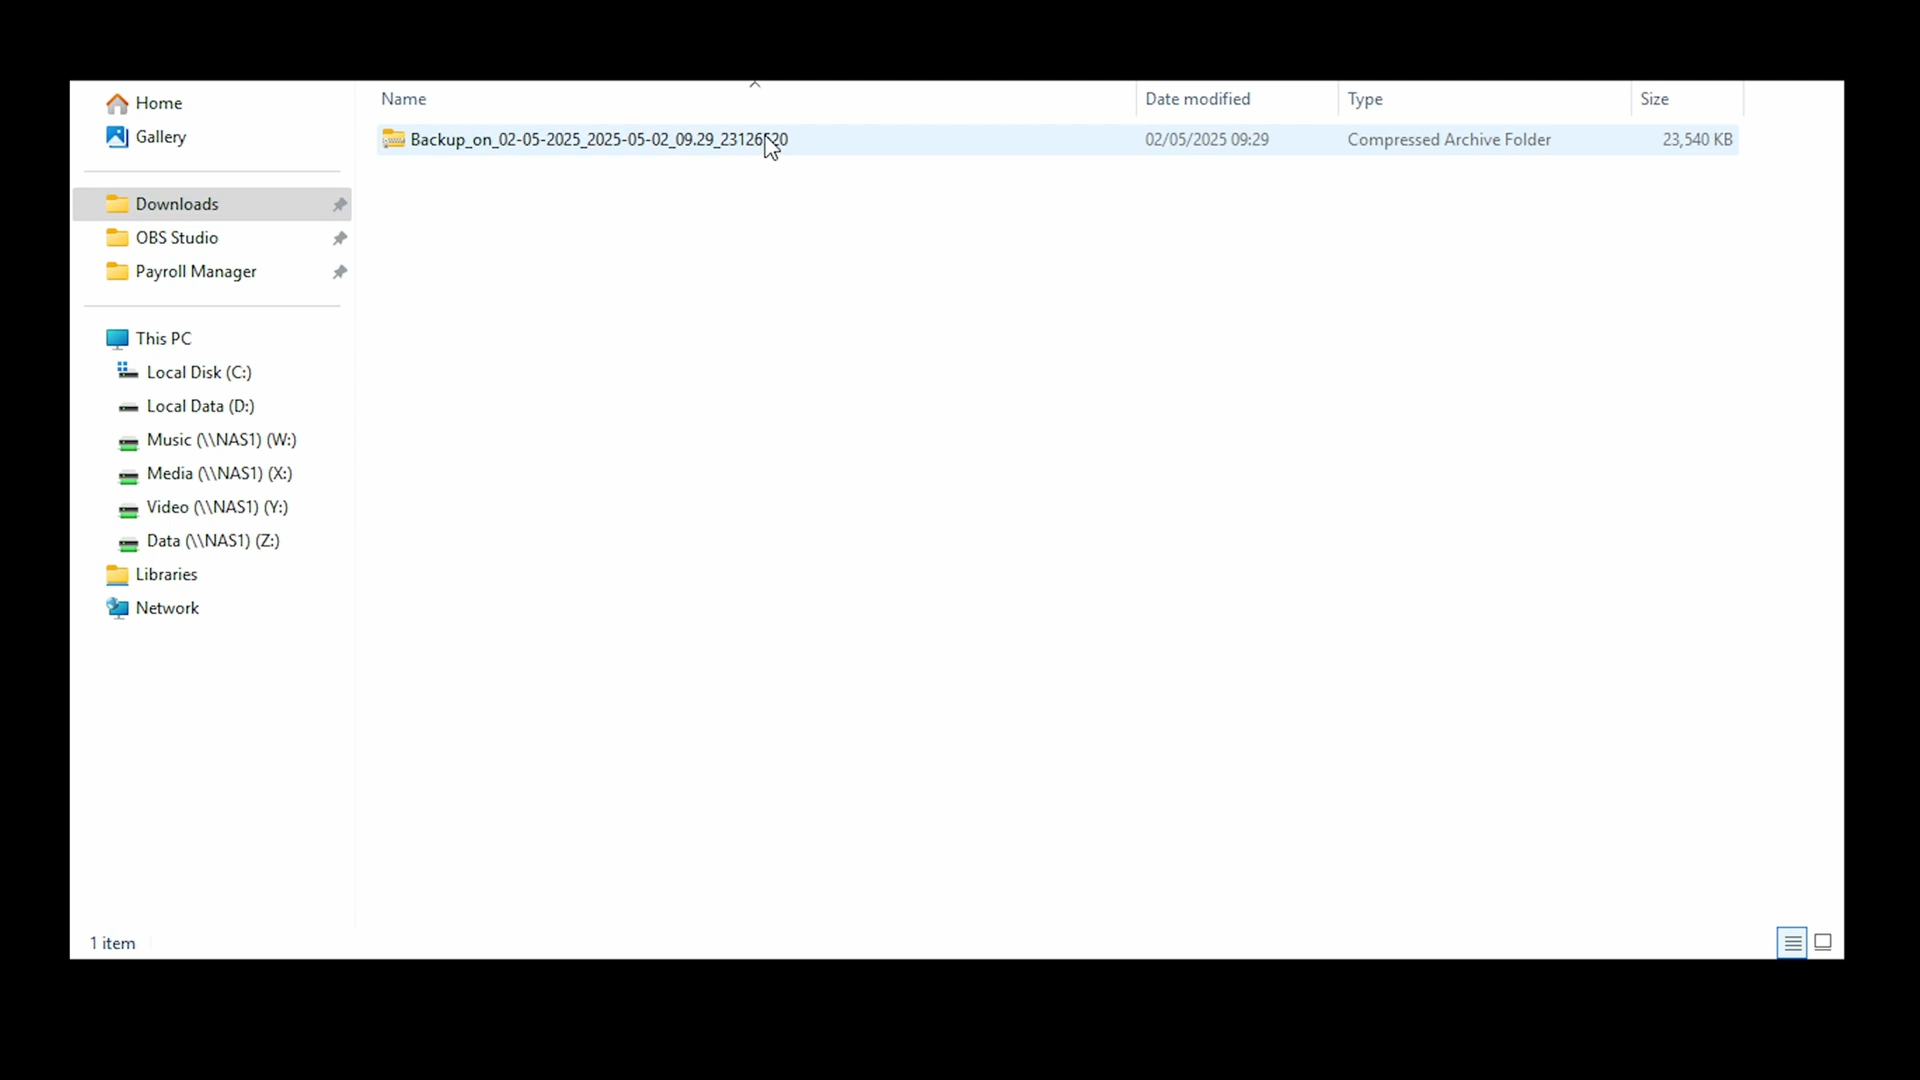 Home
Gallery
Downloads
OBS Studio
Payroll Manager
This PC
Local Disk (C:)
Local Data (D:)
Music (\\NAS1) (W:)
Media (\\NAS1) (X:)
Video (\\NAS1) (Y:)
Data (\\NAS1) (Z:)
Libraries
Network
Name Date modified Type Size
02/05/2025 09:29 Compressed Archive Folder 23,540 KB
1 item